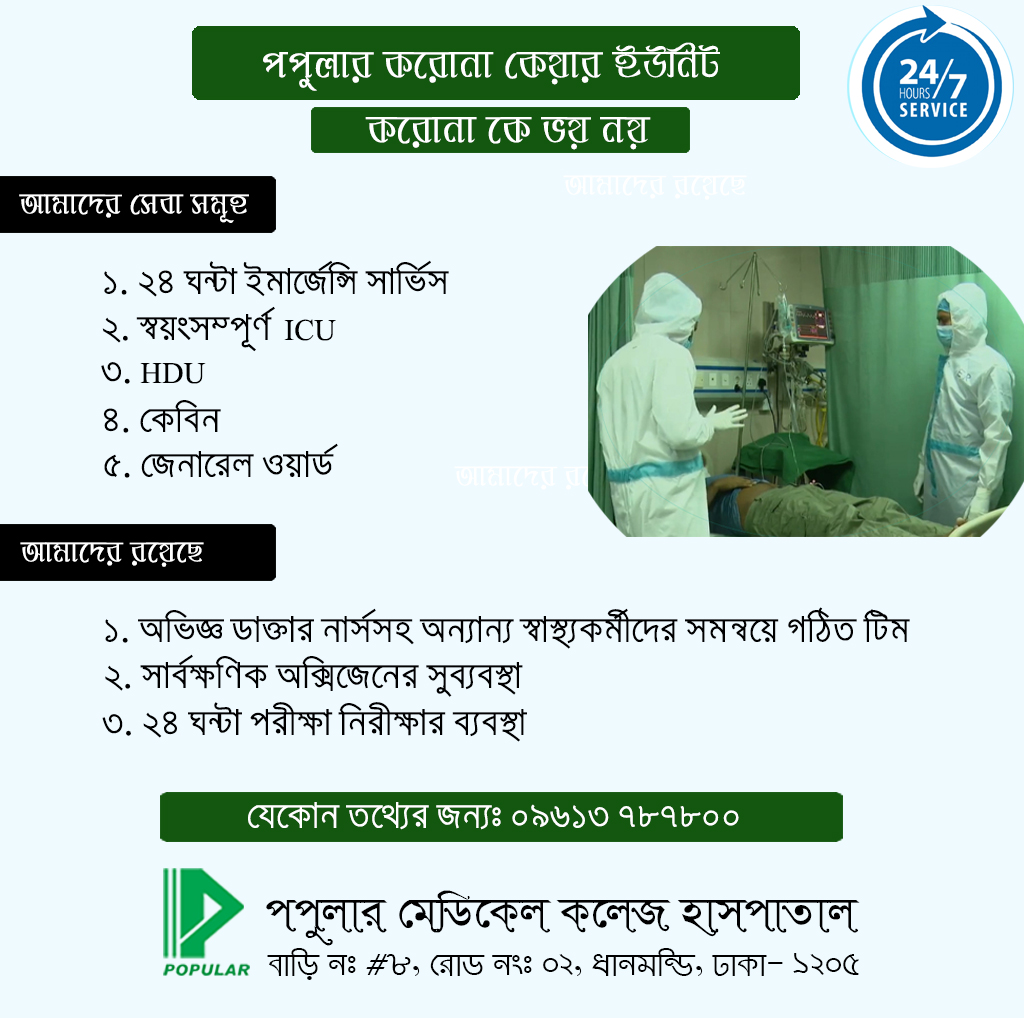 পপুলার করোনা কেয়ার ইউনিট
করোনা কে ভয় নয়
24/7
HOURS
SERVICE
আমাদের রয়েছে
আমাদের সেবা সমূহ
১. ২৪ ঘন্টা ইমার্জেন্সি সার্ভিস
২. স্বয়ংসম্পূর্ণ ICU
৩. HDU
৪. কেবিন
৫. জেনারেল ওয়ার্ড
আমাদের র
আমাদের রয়েছে
১. অভিজ্ঞ ডাক্তার নার্সসহ অন্যান্য স্বাস্থ্যকর্মীদের সমন্বয়ে গঠিত টিম
২. সার্বক্ষণিক অক্সিজেনের সুব্যবস্থা
৩. ২৪ ঘন্টা পরীক্ষা নিরীক্ষার ব্যবস্থা
যেকোন তথ্যের জন্যঃ ০৯৬১৩ ৭৮৭৮০০
POPULAR
পপুলার মেডিকেল কলেজ হাসপাতাল
বাড়ি নঃ #৮, রোড নংঃ ০২, ধানমন্ডি, ঢাকা- ১২০৫